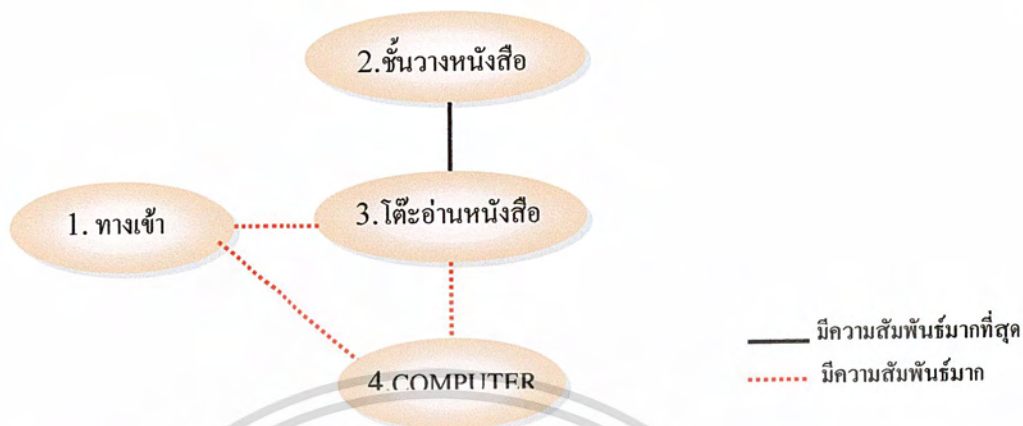 2.ชั้นวางหนังสือ
1. ทางเข้า
3.โต๊ะอ่านหนังสือ
4.COMPUTER
มีความสัมพันธ์มากที่สุด
มีความสัมพันธ์มาก